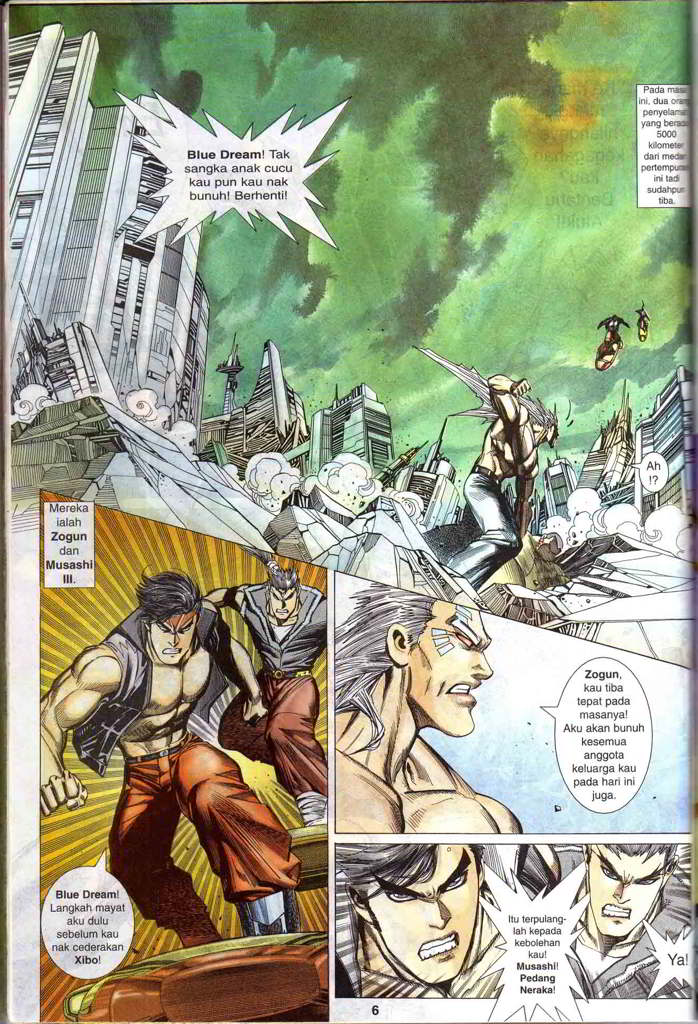 Blue Dream! Tak
sangka anak cucu
kau pun kau nak
bunuh! Berhenti!
Pada masa
ini, dua orang
penyelamat
yang berada
5000
kilometer
dari medan
pertempuran
ini tadi
sudahpun
tiba.
Ah
!?
Mereka
ialah
Zogun
dan
Musashi
III.
Zogun,
kau tiba
tepat pada
masanya!
Aku akan bunuh
kesemua
anggota
keluarga kau
pada hari ini
juga.
Blue Dream!
Langkah mayat
aku dulu
sebelum kau
nak cederakan
Xibo!
Itu terpulang-
lah kepada
kebolehan
kau!
Musashi!
Pedang
Neraka!
Ya!
6